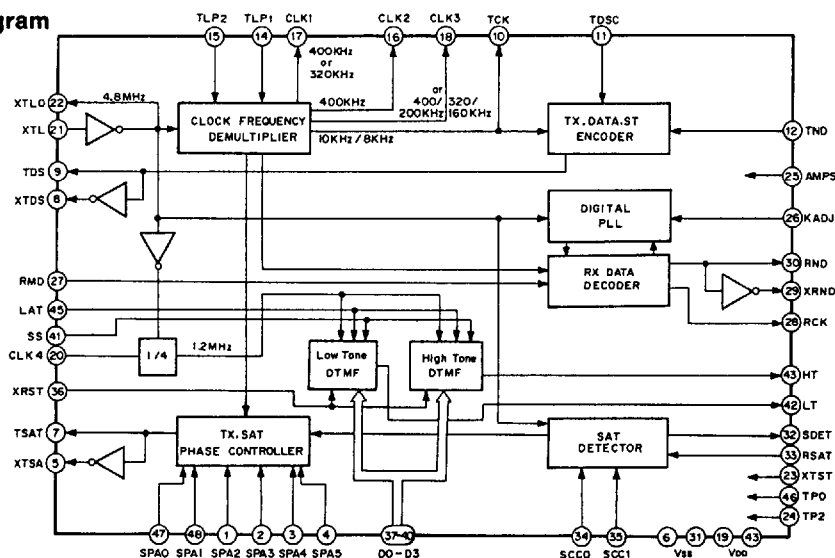 gram
TLP2 TLP1 CLK1 CLK2 CLK3 TCK TDSC
15 14 17 16 18 10 11
400KHz
or
320KHz
XTLO 22
4.8MHz
400KHz
or
400/320/
200KHz/160KHz
XTL 21
CLOCK FREQUENCY
DEMULTIPLIER
10KHz/8KHz
TX.DATA.ST
ENCODER
12 TND
TDS 9
25 AMPS
XTDS 8
DIGITAL
PLL
26 KADJ
RMD 27
RX DATA
DECODER
30 RND
29 XRND
LAT 45
28 RCK
SS 41
CLK4 20
1/4
1.2MHz
Low Tone
DTMF
High Tone
DTMF
43 HT
XRST 36
42 LT
TSAT 7
TX.SAT
PHASE CONTROLLER
SAT
DETECTOR
32 SDET
33 RSAT
XTSA 5
23 XTST
46 TPO
24 TP2
47 48 1 2 3 4 37-40 34 35 6 31 19 43
SPA0 SPA1 SPA2 SPA3 SPA4 SPA5 D0-D3 SCC0 SCC1 VSS VDD